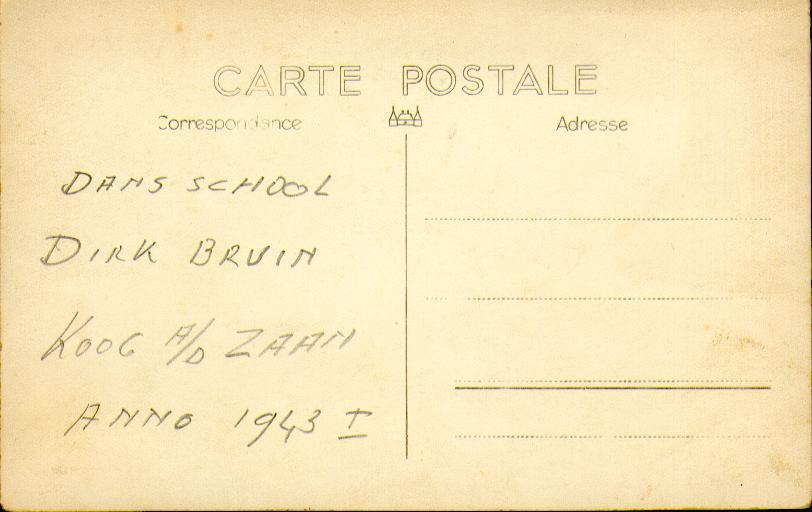 CARTE POSTALE
Correspondance
Adresse
DANS SCHOOL
DIRK BRUIN
KOOG A/D ZAAN
ANNO 1943 ±